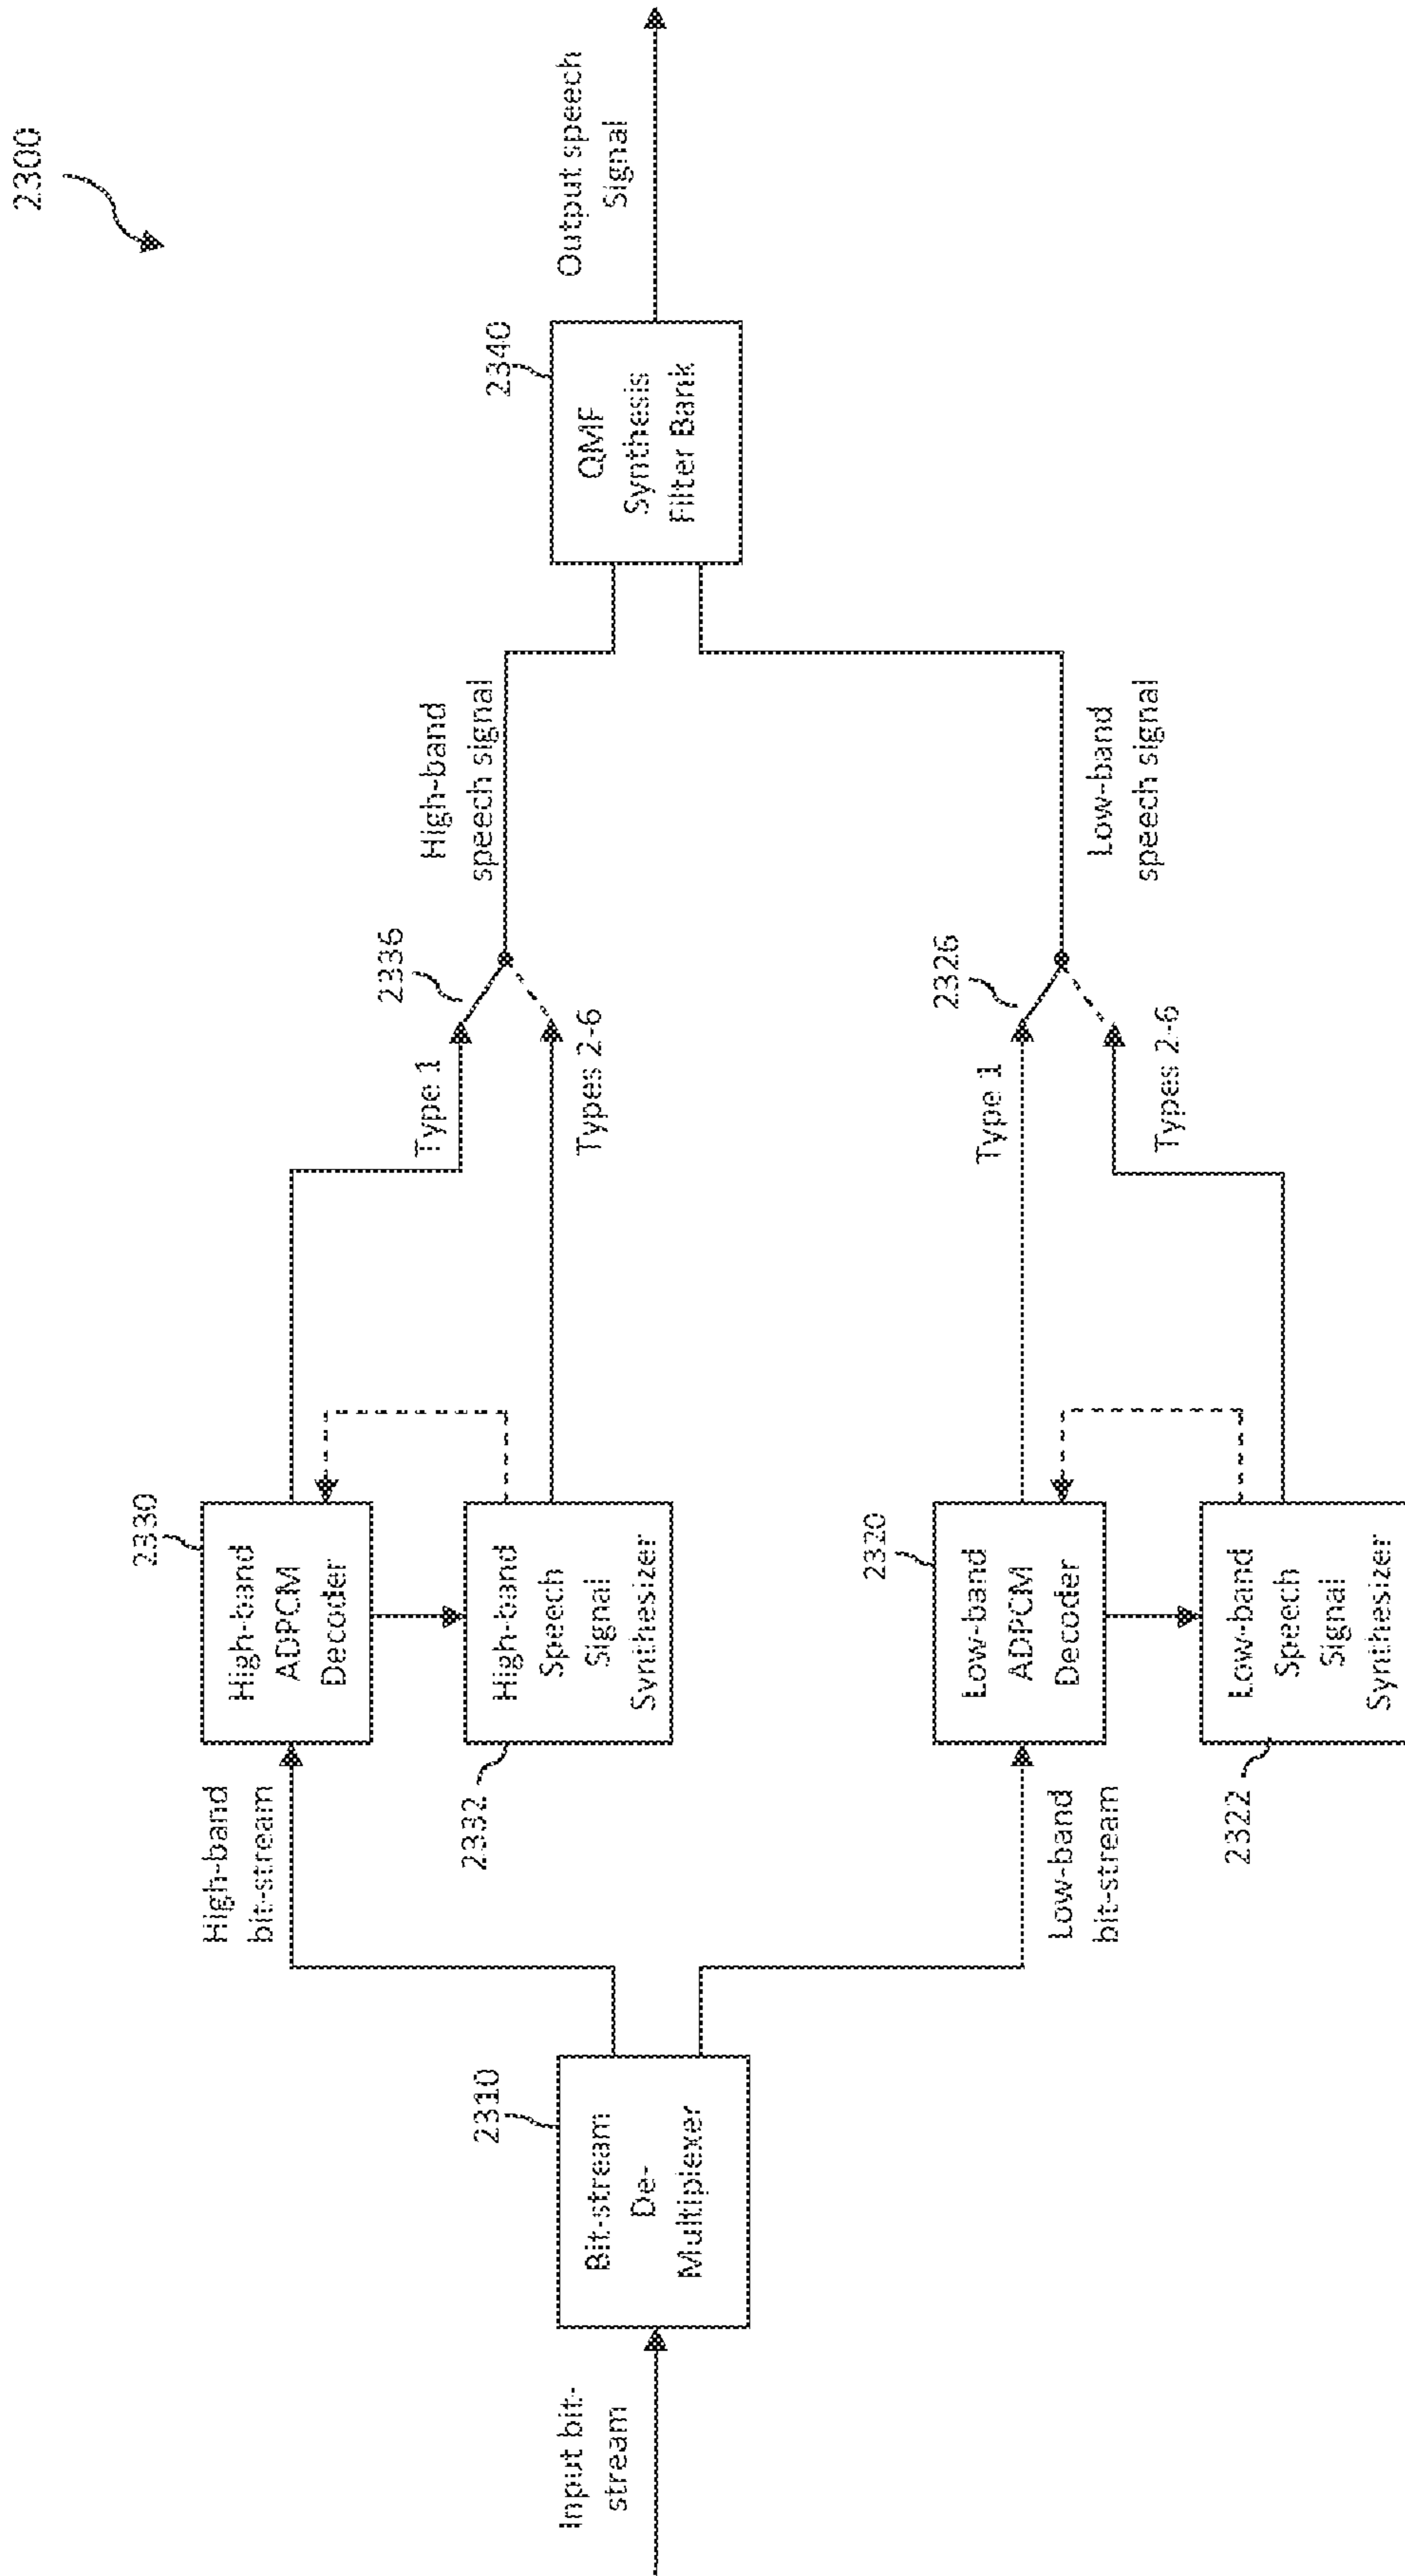 2300
Input bit-
stream
2310
Bit-stream
De-
Multiplexer
High-band
bit-stream
2330
High-band
ADPCM
Decoder
2332
High-band
Speech
Signal
Synthesizer
Type 1
Types 2-6
2336
High-band
speech signal
Low-band
bit-stream
2320
Low-band
ADPCM
Decoder
2322
Low-band
Speech
Signal
Synthesizer
Type 1
Types 2-6
2326
Low-band
speech signal
2340
QMF
Synthesis
Filter Bank
Output speech
Signal